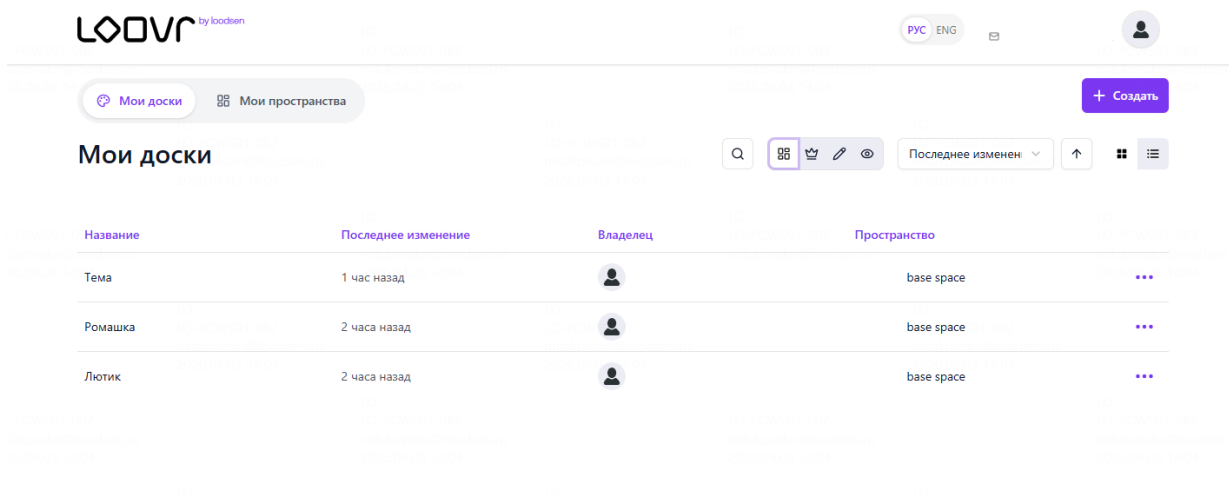 LOOVr by loodsen
РУС ENG
Мои доски Мои пространства
+ Создать
Мои доски
Последнее изменени
Название Последнее изменение Владелец Пространство
Тема 1 час назад base space
Ромашка 2 часа назад base space
Лютик 2 часа назад base space